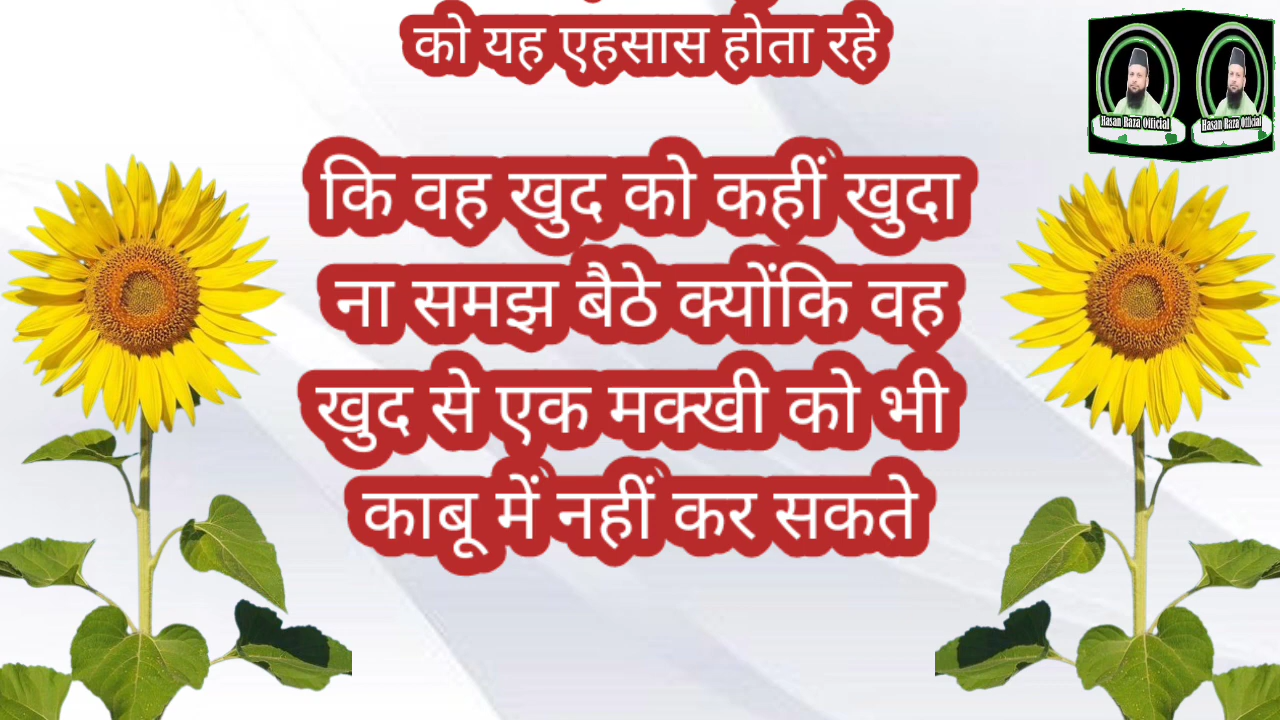 को यह एहसास होता रहे
कि वह खुद को कहीं खुदा
ना समझ बैठे क्योंकि वह
खुद से एक मक्खी को भी
काबू में नहीं कर सकते
Hasan Raza Official
Hasan Raza Official